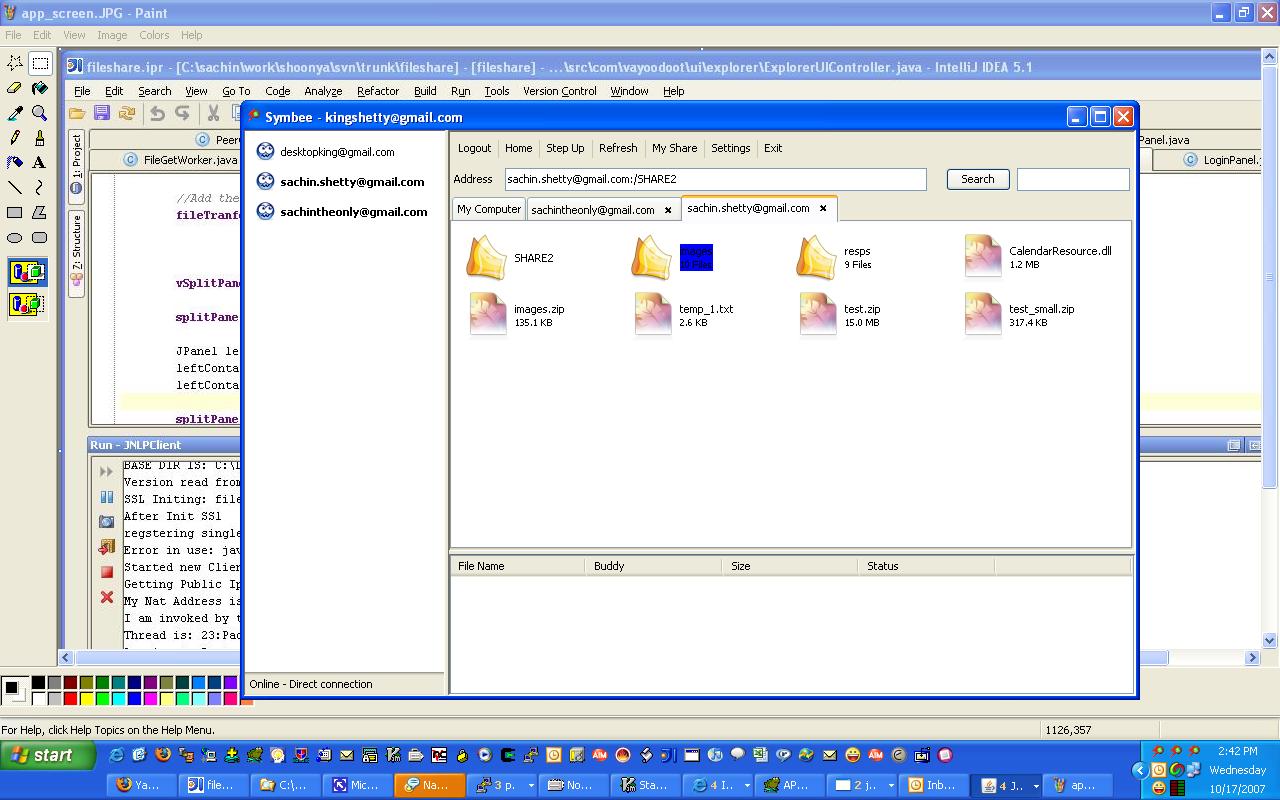 app_screen.JPG - Paint
File Edit View Image Colors Help
fileshare.ipr - [C:\sachin\work\shoonya\svn\trunk\fileshare] - [fileshare] - ...\src\com\vayoodoot\ui\explorer\ExplorerUIController.java - IntelliJ IDEA 5.1
File Edit Search View Go To Code Analyze Refactor Build Run Tools Version Control Window Help
Symbee - kingshetty@gmail.com
Peer
Panel.java
FileGetWorker.java
LoginPanel.j
1: Project
Z: Structure
desktopking@gmail.com
sachin.shetty@gmail.com
sachintheonly@gmail.com
Logout Home Step Up Refresh My Share Settings Exit
Address sachin.shetty@gmail.com:/SHARE2 Search
My Computer sachintheonly@gmail.com x sachin.shetty@gmail.com x
SHARE2
images
resps
9 Files
CalendarResource.dll
1.2 MB
images.zip
135.1 KB
temp_1.txt
2.6 KB
test.zip
15.0 MB
test_small.zip
317.4 KB
//Add the
fileTranfe
vSplitPane
splitPane
JPanel le
leftConta
leftConta
splitPane
Run - JNLPClient
BASE DIR IS: C:\
Version read from
SSL Initing: file
After Init SSl
regstering single
Error in use: jav
Started new Clien
Getting Public Ip
My Nat Address is
I am invoked by t
Thread is: 23:Pac
File Name Buddy Size Status
Online - Direct connection
For Help, click Help Topics on the Help Menu.
1126,357
start
2:42 PM
Wednesday
10/17/2007
Ya... file... C:\... Mic... Na... 3 p. No... Sta... 4 I.. AP... 2 j.. Inb... 4 J.. ap...